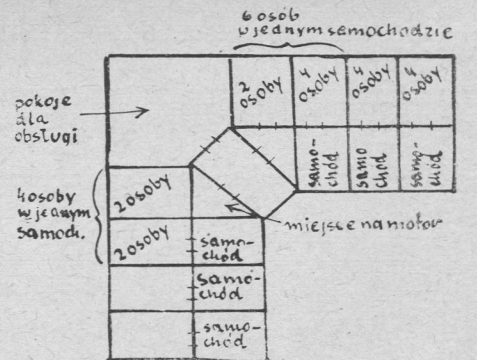 6 osób
w jednym samochodzie
2
osoby
4
osoby
4
osoby
4
osoby
pokoje
dla
obsługi
samo-
chód
samo
chód
samo-
chód
4 osoby
w jednym
samoch.
2 osoby
2 osoby
miejsce na motor
samo-
chód
samo-
chód
samo-
chód